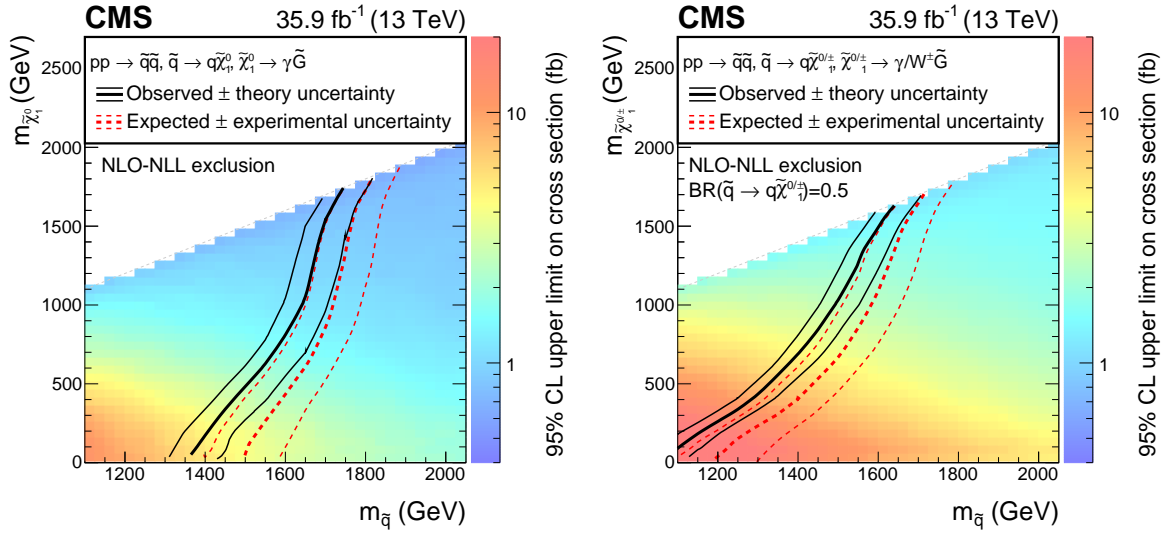 CMS 35.9 fb⁻¹ (13 TeV)
pp → q̃q̃, q̃ → qχ̃⁰₁, χ̃⁰₁ → γG̃
Observed ± theory uncertainty
Expected ± experimental uncertainty
NLO-NLL exclusion
m_χ̃⁰₁ (GeV)
2500
2000
1500
1000
500
0
1200 1400 1600 1800 2000
m_q̃ (GeV)
10
1
95% CL upper limit on cross section (fb)
CMS 35.9 fb⁻¹ (13 TeV)
pp → q̃q̃, q̃ → qχ̃⁰/±₁, χ̃⁰/±₁ → γ/W±G̃
Observed ± theory uncertainty
Expected ± experimental uncertainty
NLO-NLL exclusion
BR(q̃ → qχ̃⁰/±₁)=0.5
m_χ̃⁰/±₁ (GeV)
2500
2000
1500
1000
500
0
1200 1400 1600 1800 2000
m_q̃ (GeV)
10
1
95% CL upper limit on cross section (fb)